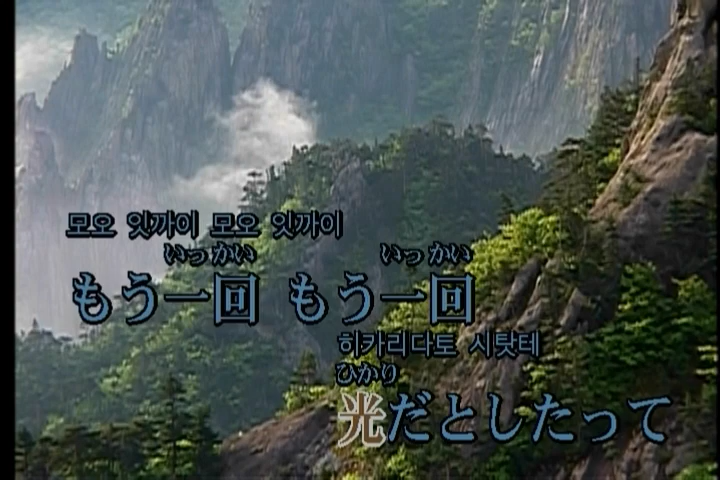 모오 잇까이 모오 잇까이
いっかい いっかい
もう一回 もう一回
히카리다토 시탓테
ひかり
光だとしたって